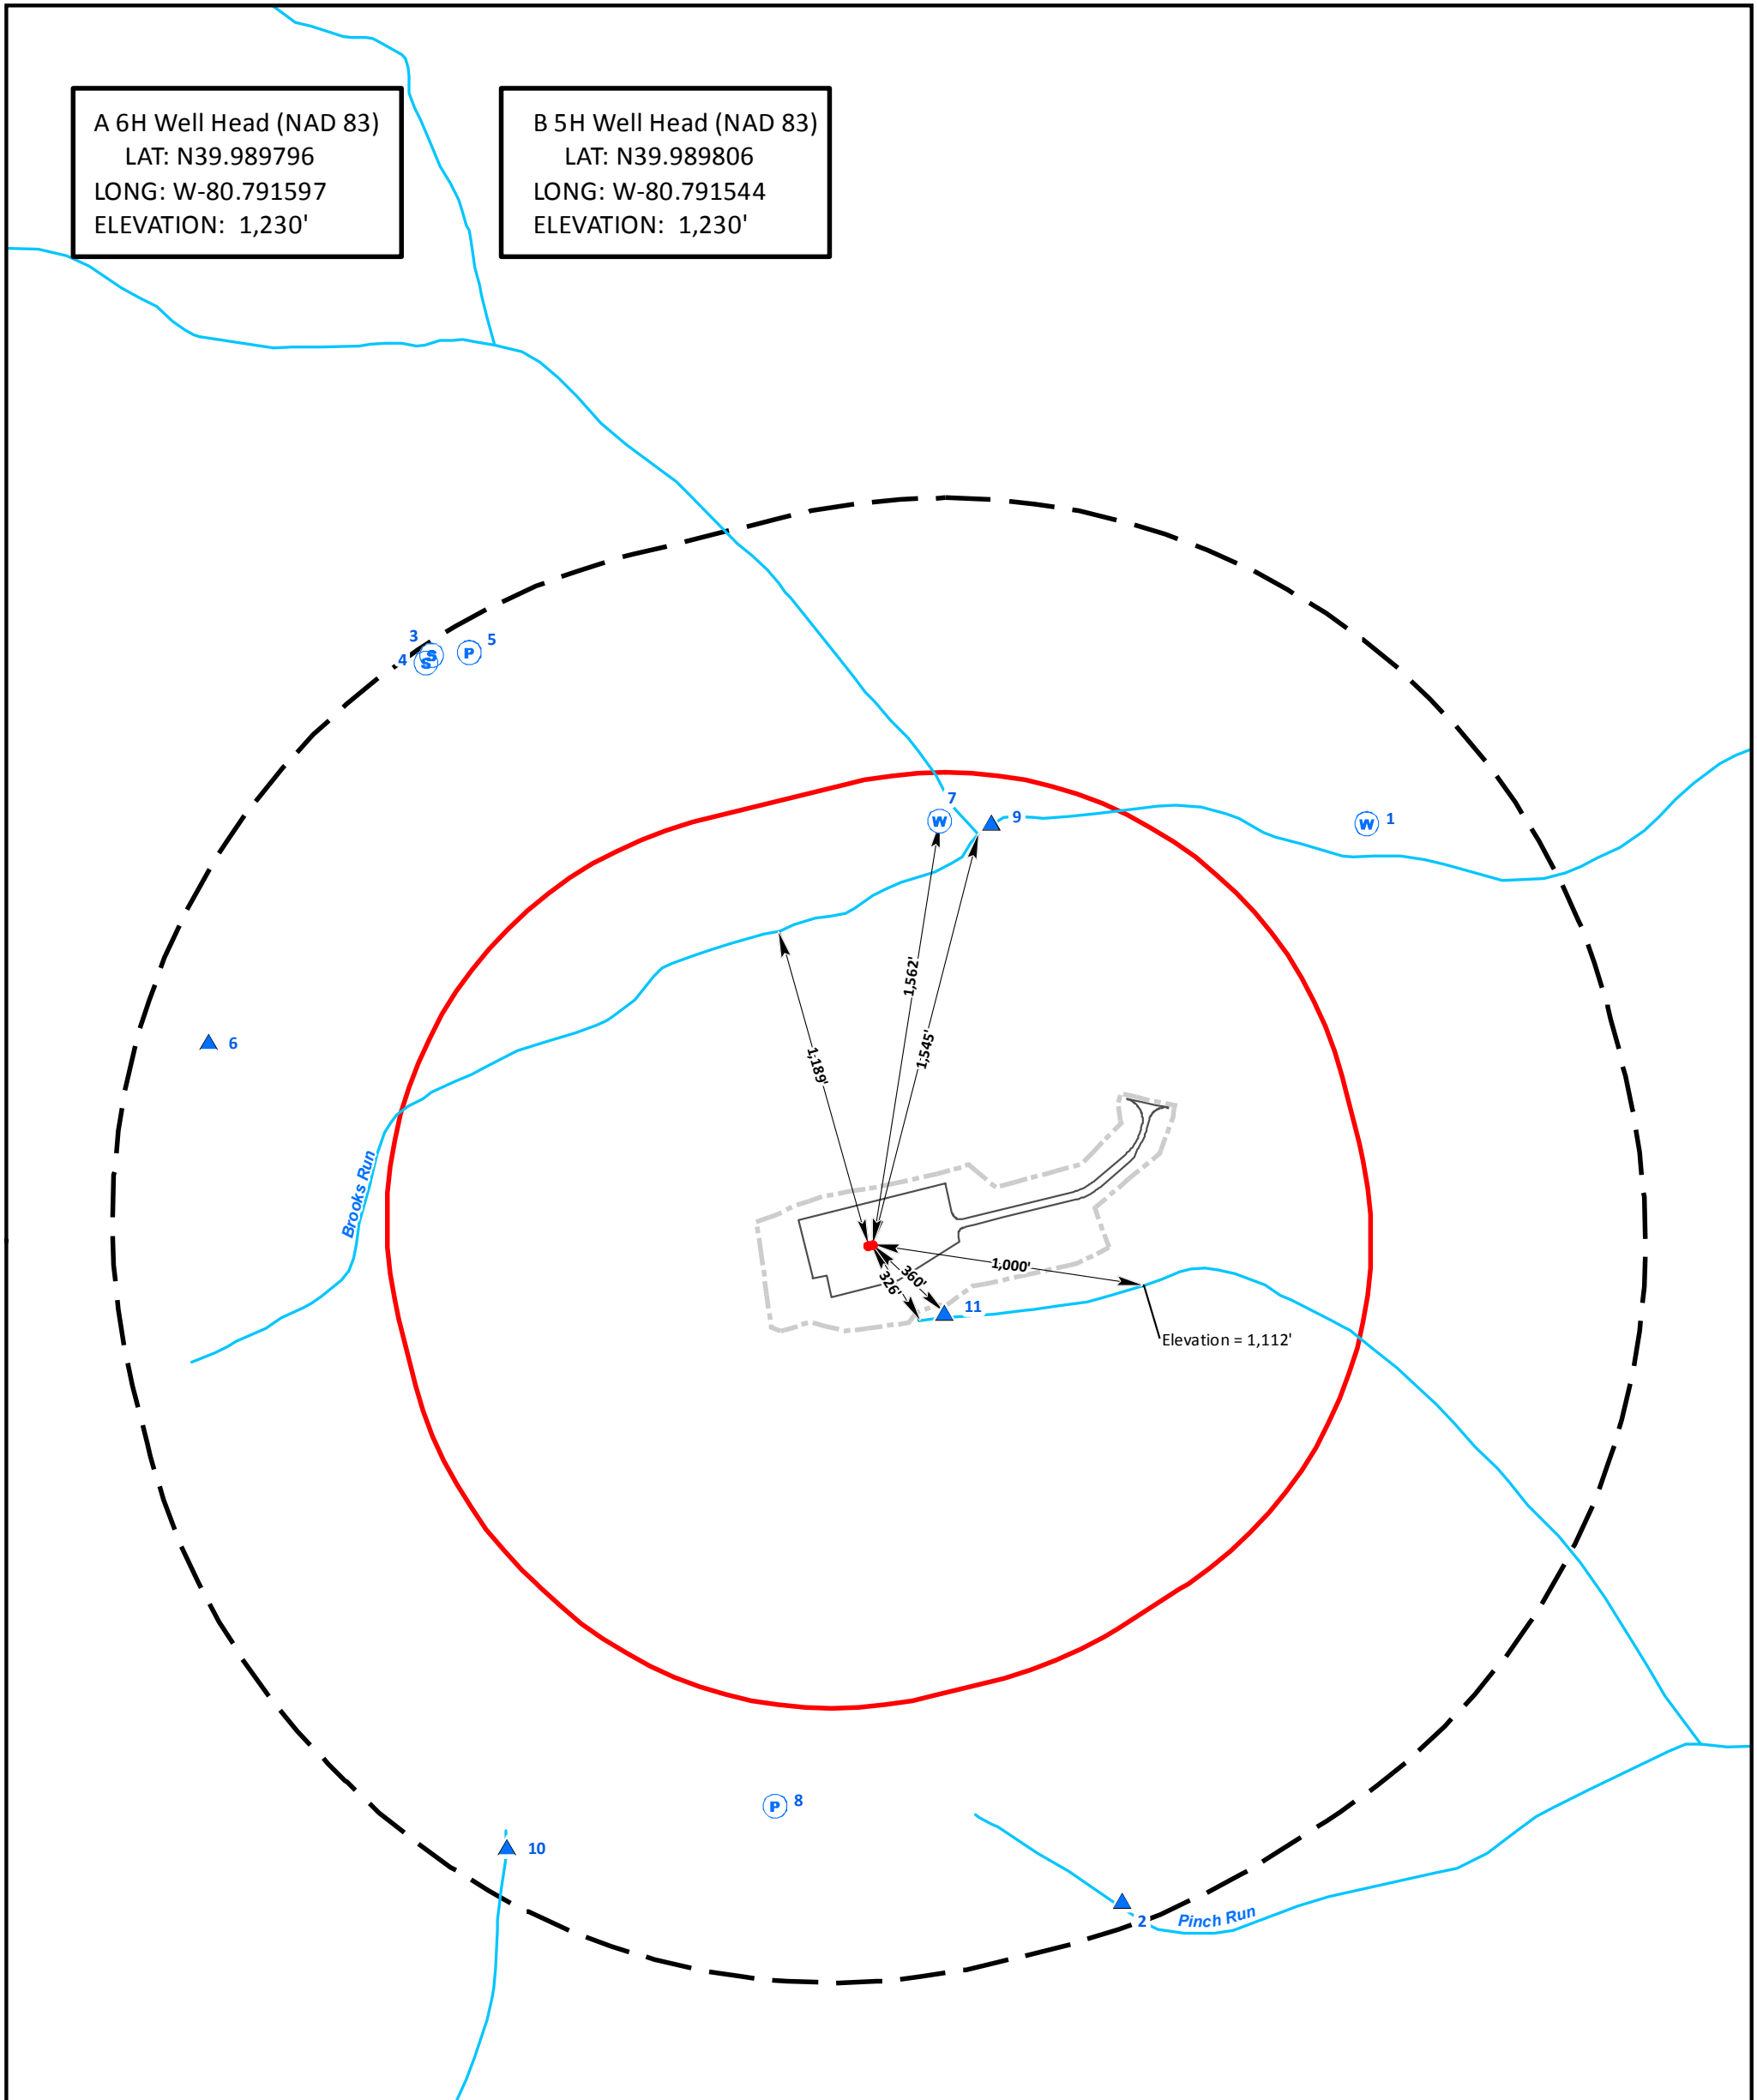 A 6H Well Head (NAD 83)
LAT: N39.989796
LONG: W-80.791597
ELEVATION: 1,230'
B 5H Well Head (NAD 83)
LAT: N39.989806
LONG: W-80.791544
ELEVATION: 1,230'
3
S
4
S
P
5
7
W
9
W
1
1,562'
1,545'
1,189'
6
Brooks Run
1,000'
360'
326'
11
Elevation = 1,112'
P
8
10
2
Pinch Run